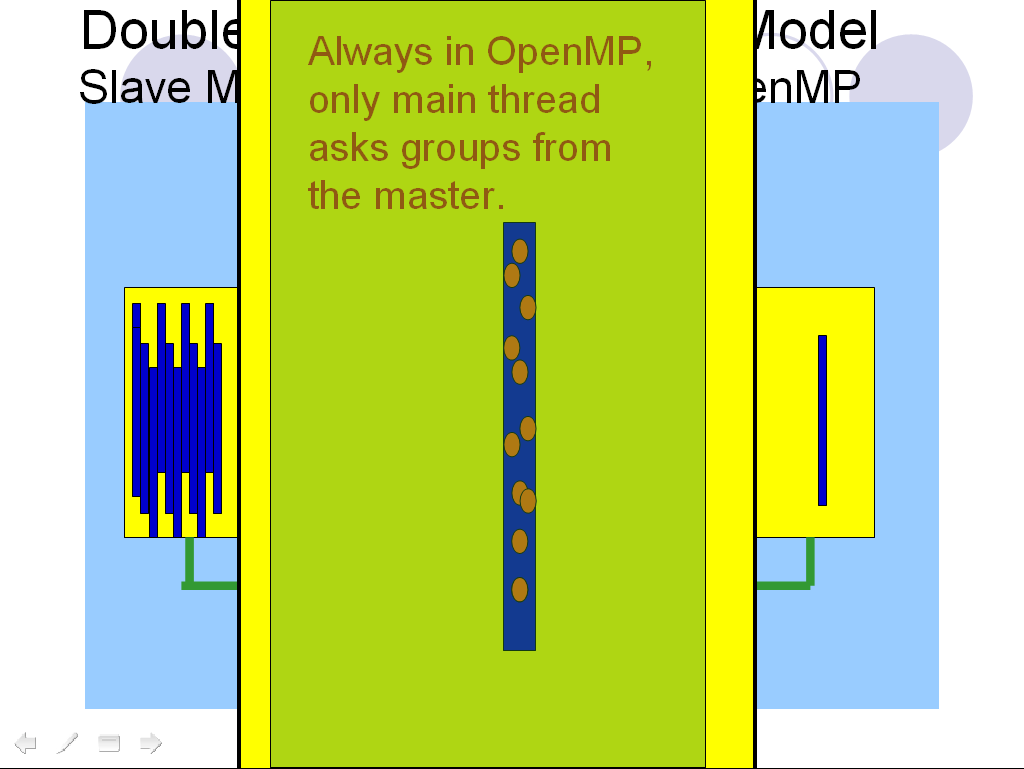 Double Model
Slave M enMP
Always in OpenMP,
only main thread
asks groups from
the master.